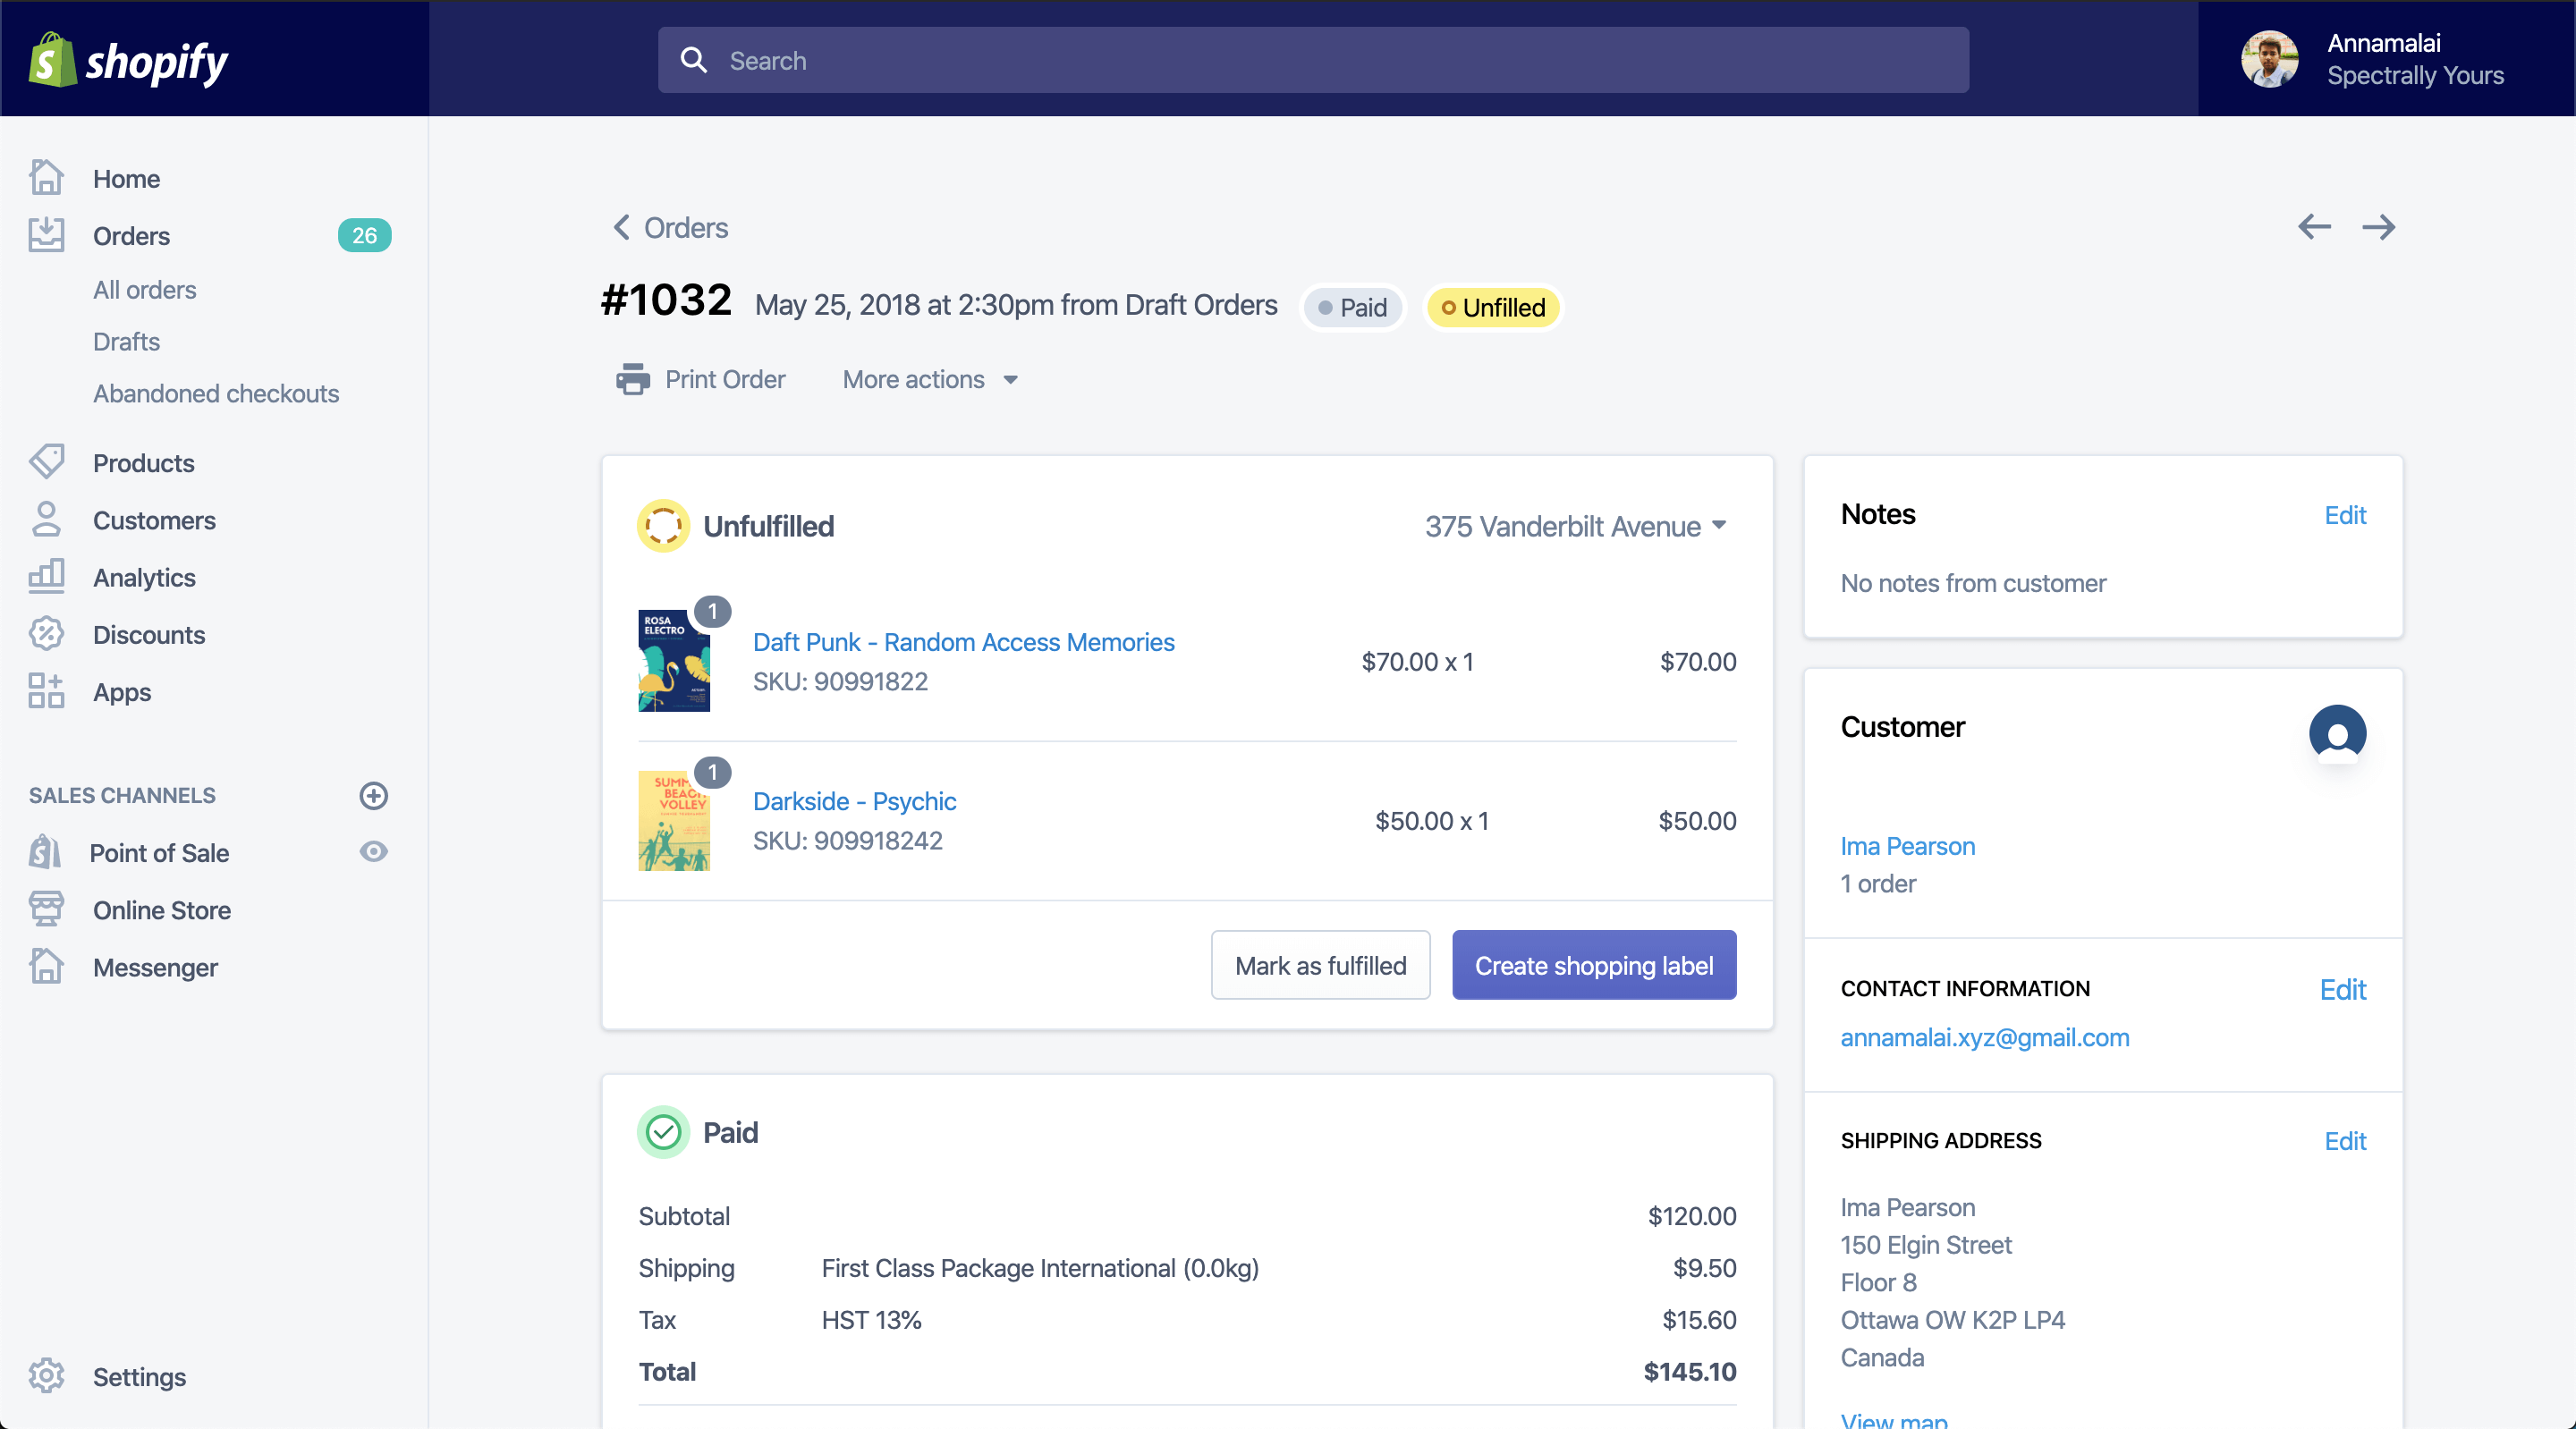 shopify
Search
Annamalai
Spectrally Yours
Home
Orders
26
All orders
Drafts
Abandoned checkouts
Products
Customers
Analytics
Discounts
Apps
SALES CHANNELS
Point of Sale
Online Store
Messenger
Settings
Orders
#1032 May 25, 2018 at 2:30pm from Draft Orders Paid Unfilled
Print Order More actions
Unfulfilled 375 Vanderbilt Avenue
ROSA
ELECTRO
1
Daft Punk - Random Access Memories
SKU: 90991822
$70.00 x 1
$70.00
BEACH
VOLLEY
1
Darkside - Psychic
SKU: 909918242
$50.00 x 1
$50.00
Mark as fulfilled
Create shopping label
Paid
Subtotal $120.00
Shipping First Class Package International (0.0kg) $9.50
Tax HST 13% $15.60
Total $145.10
Notes Edit
No notes from customer
Customer
Ima Pearson
1 order
CONTACT INFORMATION Edit
annamalai.xyz@gmail.com
SHIPPING ADDRESS Edit
Ima Pearson
150 Elgin Street
Floor 8
Ottawa OW K2P LP4
Canada
View map